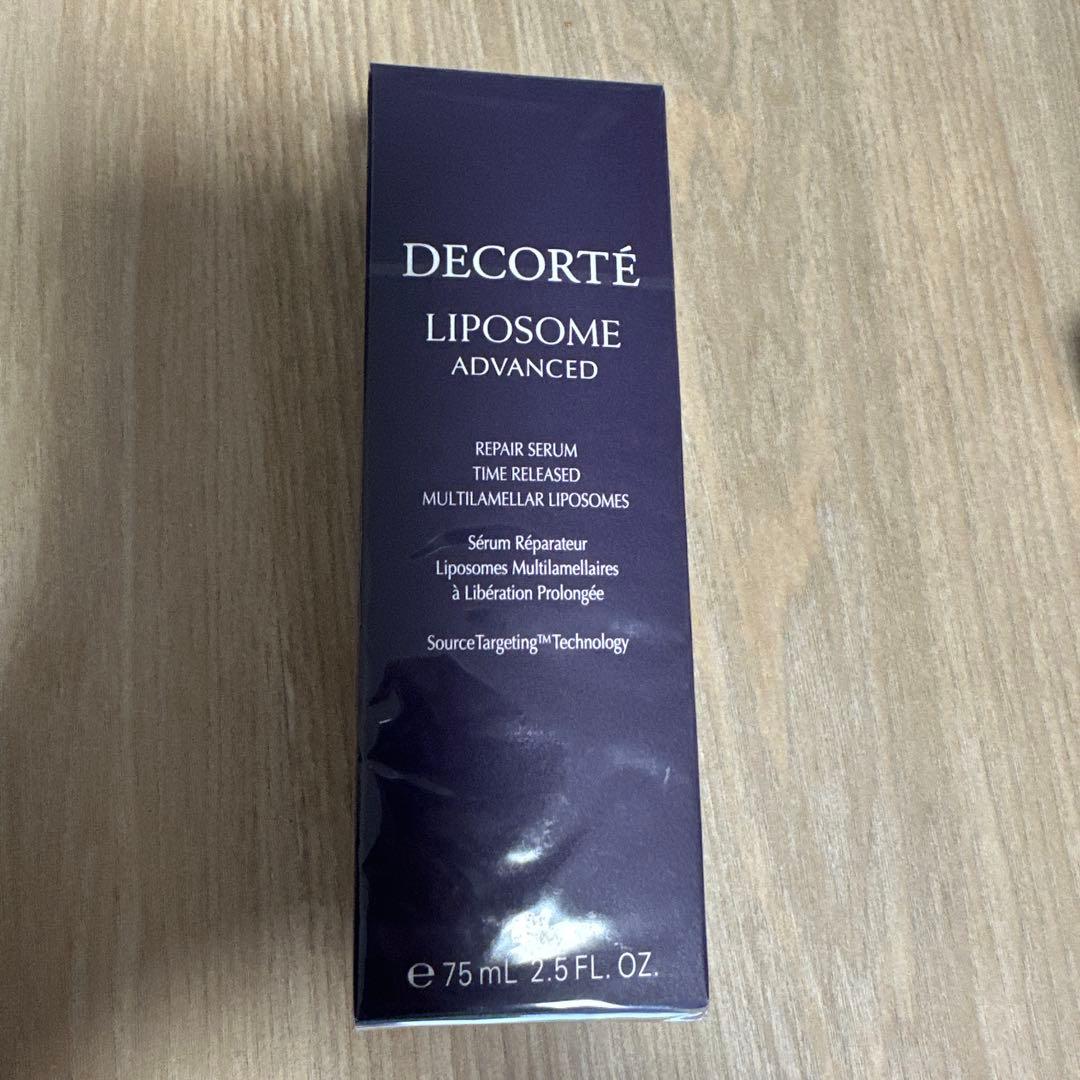 DECORTÉ
LIPOSOME
ADVANCED
REPAIR SERUM
TIME RELEASED
MULTILAMELLAR LIPOSOMES
Sérum Réparateur
Liposomes Multilamellaires
à Libération Prolongée
SourceTargeting™Technology
℮ 75 mL 2.5 FL. OZ.